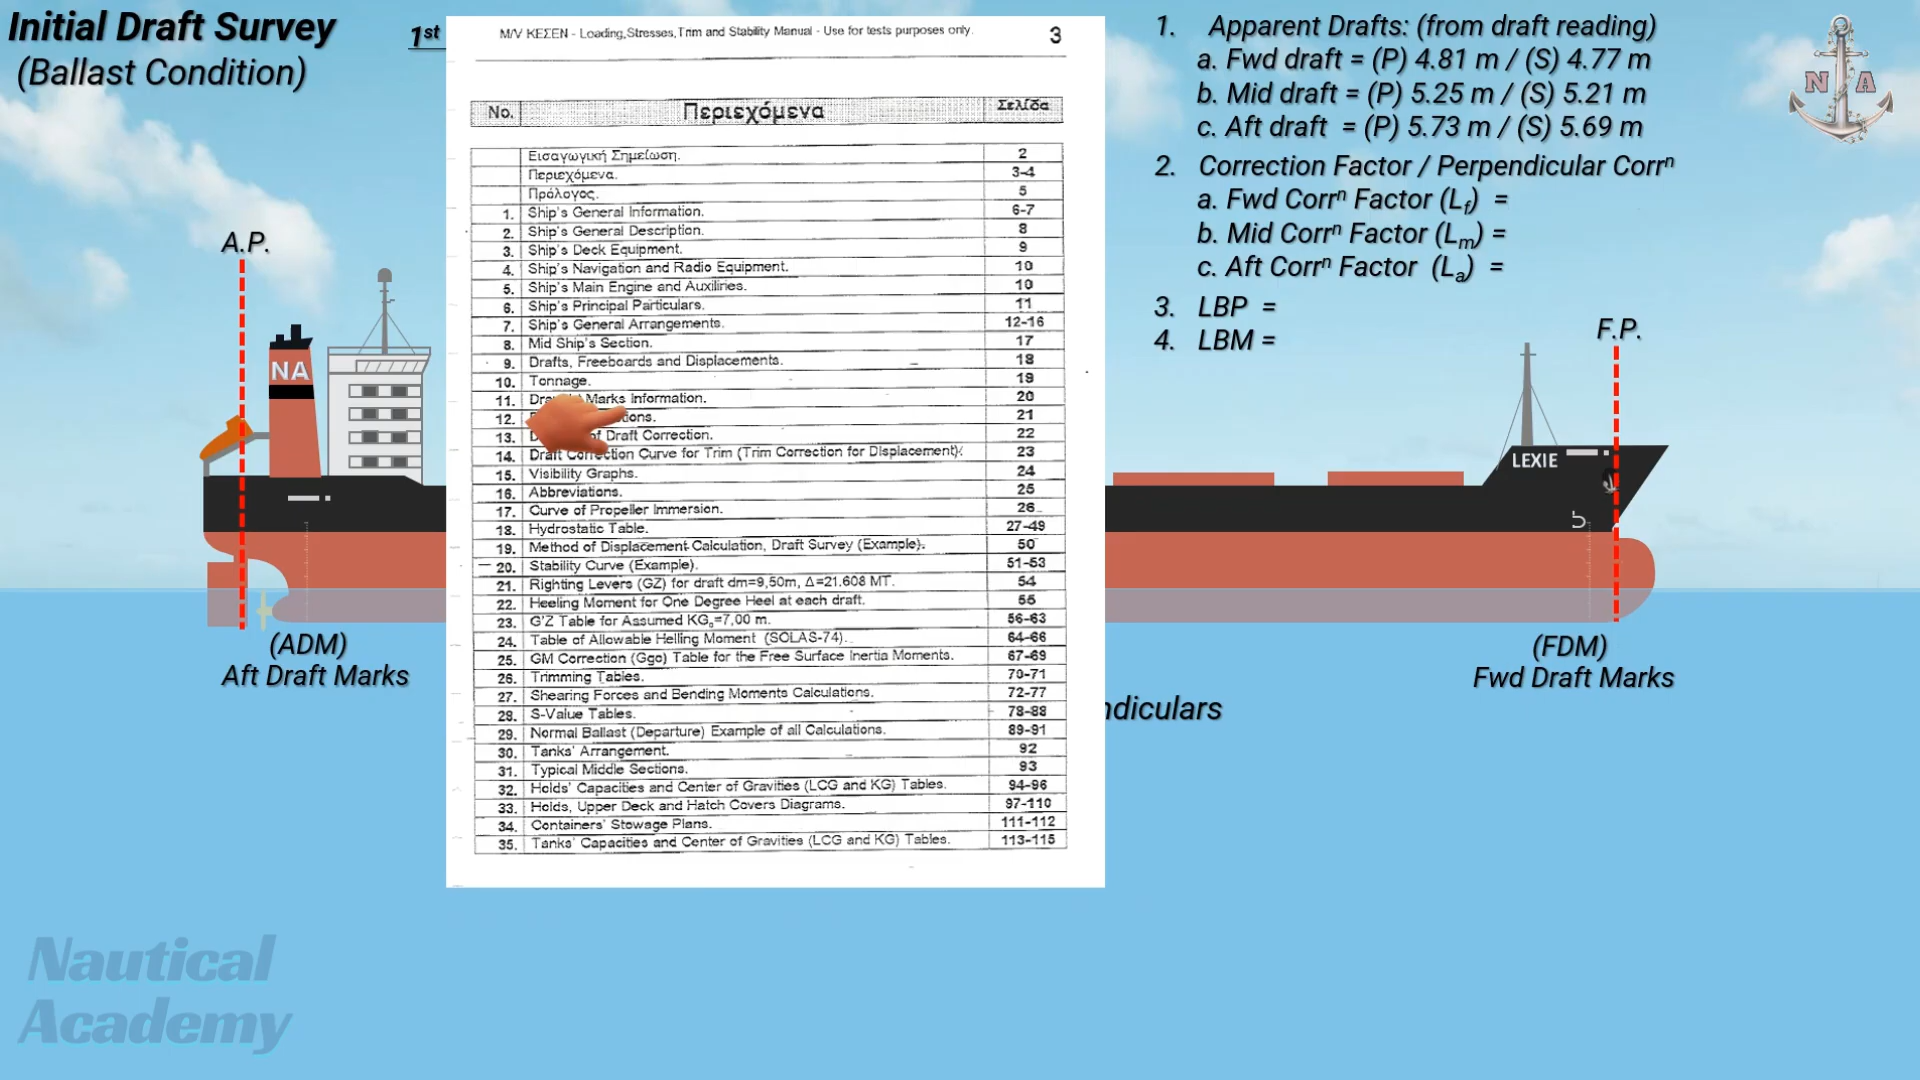 Initial Draft Survey
(Ballast Condition)
1st
M/V ΚΕΣΕΝ - Loading, Stresses, Trim and Stability Manual - Use for tests purposes only.
3
No. Περιεχόμενα Σελίδα
Εισαγωγική Σημείωση. 2
Περιεχόμενα. 3-4
Πρόλογος. 5
1. Ship's General Information. 6-7
2. Ship's General Description. 8
3. Ship's Deck Equipment. 9
4. Ship's Navigation and Radio Equipment. 10
5. Ship's Main Engine and Auxiliries. 10
6. Ship's Principal Particulars. 11
7. Ship's General Arrangements. 12-16
8. Mid Ship's Section. 17
9. Drafts, Freeboards and Displacements. 18
10. Tonnage. 19
11. Marks Information. 20
12. 21
13. of Draft Correction. 22
14. Draft Correction Curve for Trim (Trim Correction for Displacement). 23
15. Visibility Graphs. 24
16. Abbreviations. 25
17. Curve of Propeller Immersion. 26
18. Hydrostatic Table. 27-49
19. Method of Displacement Calculation, Draft Survey (Example). 50
20. Stability Curve (Example). 51-53
21. Righting Levers (GZ) for draft dm=9,50m, Δ=21.608 MT. 54
22. Heeling Moment for One Degree Heel at each draft. 55
23. G'Z Table for Assumed KG₀=7,00 m. 56-63
24. Table of Allowable Helling Moment (SOLAS-74). 64-66
25. GM Correction (Ggo) Table for the Free Surface Inertia Moments. 67-69
26. Trimming Tables. 70-71
27. Shearing Forces and Bending Moments Calculations. 72-77
28. S-Value Tables. 78-88
29. Normal Ballast (Departure) Example of all Calculations. 89-91
30. Tanks' Arrangement. 92
31. Typical Middle Sections. 93
32. Holds' Capacities and Center of Gravities (LCG and KG) Tables. 94-96
33. Holds, Upper Deck and Hatch Covers Diagrams. 97-110
34. Containers' Stowage Plans. 111-112
35. Tanks' Capacities and Center of Gravities (LCG and KG) Tables. 113-115
1. Apparent Drafts: (from draft reading)
a. Fwd draft = (P) 4.81 m / (S) 4.77 m
b. Mid draft = (P) 5.25 m / (S) 5.21 m
c. Aft draft = (P) 5.73 m / (S) 5.69 m
2. Correction Factor / Perpendicular Corrⁿ
a. Fwd Corrⁿ Factor (Lf) =
b. Mid Corrⁿ Factor (Lm) =
c. Aft Corrⁿ Factor (La) =
3. LBP =
4. LBM =
N A
A.P.
F.P.
NA
LEXIE
(ADM)
Aft Draft Marks
(FDM)
Fwd Draft Marks
ndiculars
Nautical
Academy